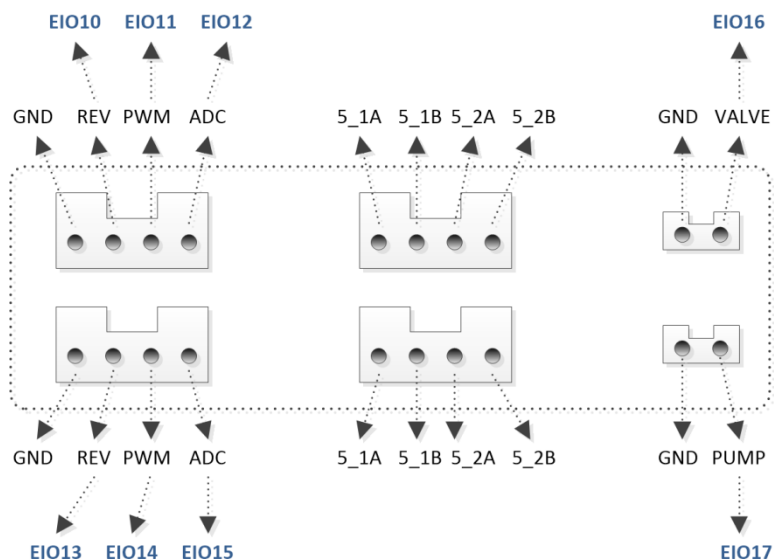 EIO10 EIO11 EIO12 EIO16
GND REV PWM ADC 5_1A 5_1B 5_2A 5_2B GND VALVE
GND REV PWM ADC 5_1A 5_1B 5_2A 5_2B GND PUMP
EIO13 EIO14 EIO15 EIO17